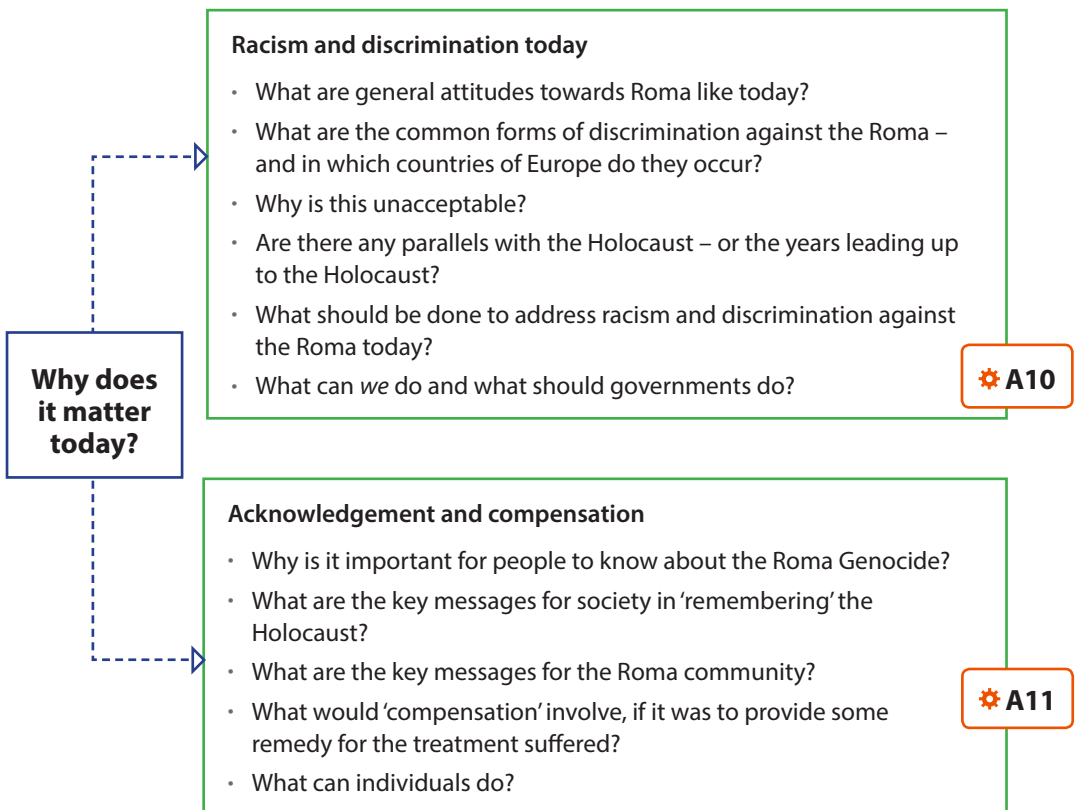 Racism and discrimination today
• What are general attitudes towards Roma like today?
• What are the common forms of discrimination against the Roma –
and in which countries of Europe do they occur?
• Why is this unacceptable?
• Are there any parallels with the Holocaust – or the years leading up
to the Holocaust?
• What should be done to address racism and discrimination against
the Roma today?
• What can we do and what should governments do?
A10
Why does
it matter
today?
Acknowledgement and compensation
• Why is it important for people to know about the Roma Genocide?
• What are the key messages for society in ‘remembering’ the
Holocaust?
• What are the key messages for the Roma community?
• What would ‘compensation’ involve, if it was to provide some
remedy for the treatment suffered?
• What can individuals do?
A11